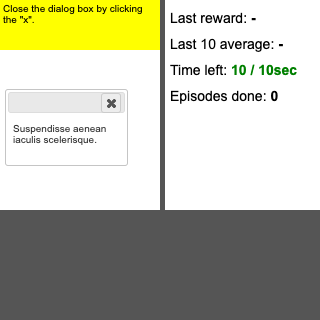 Close the dialog box by clicking
the "x".
Suspendisse aenean
iaculis scelerisque.
Last reward: -
Last 10 average: -
Time left: 10 / 10sec
Episodes done: 0